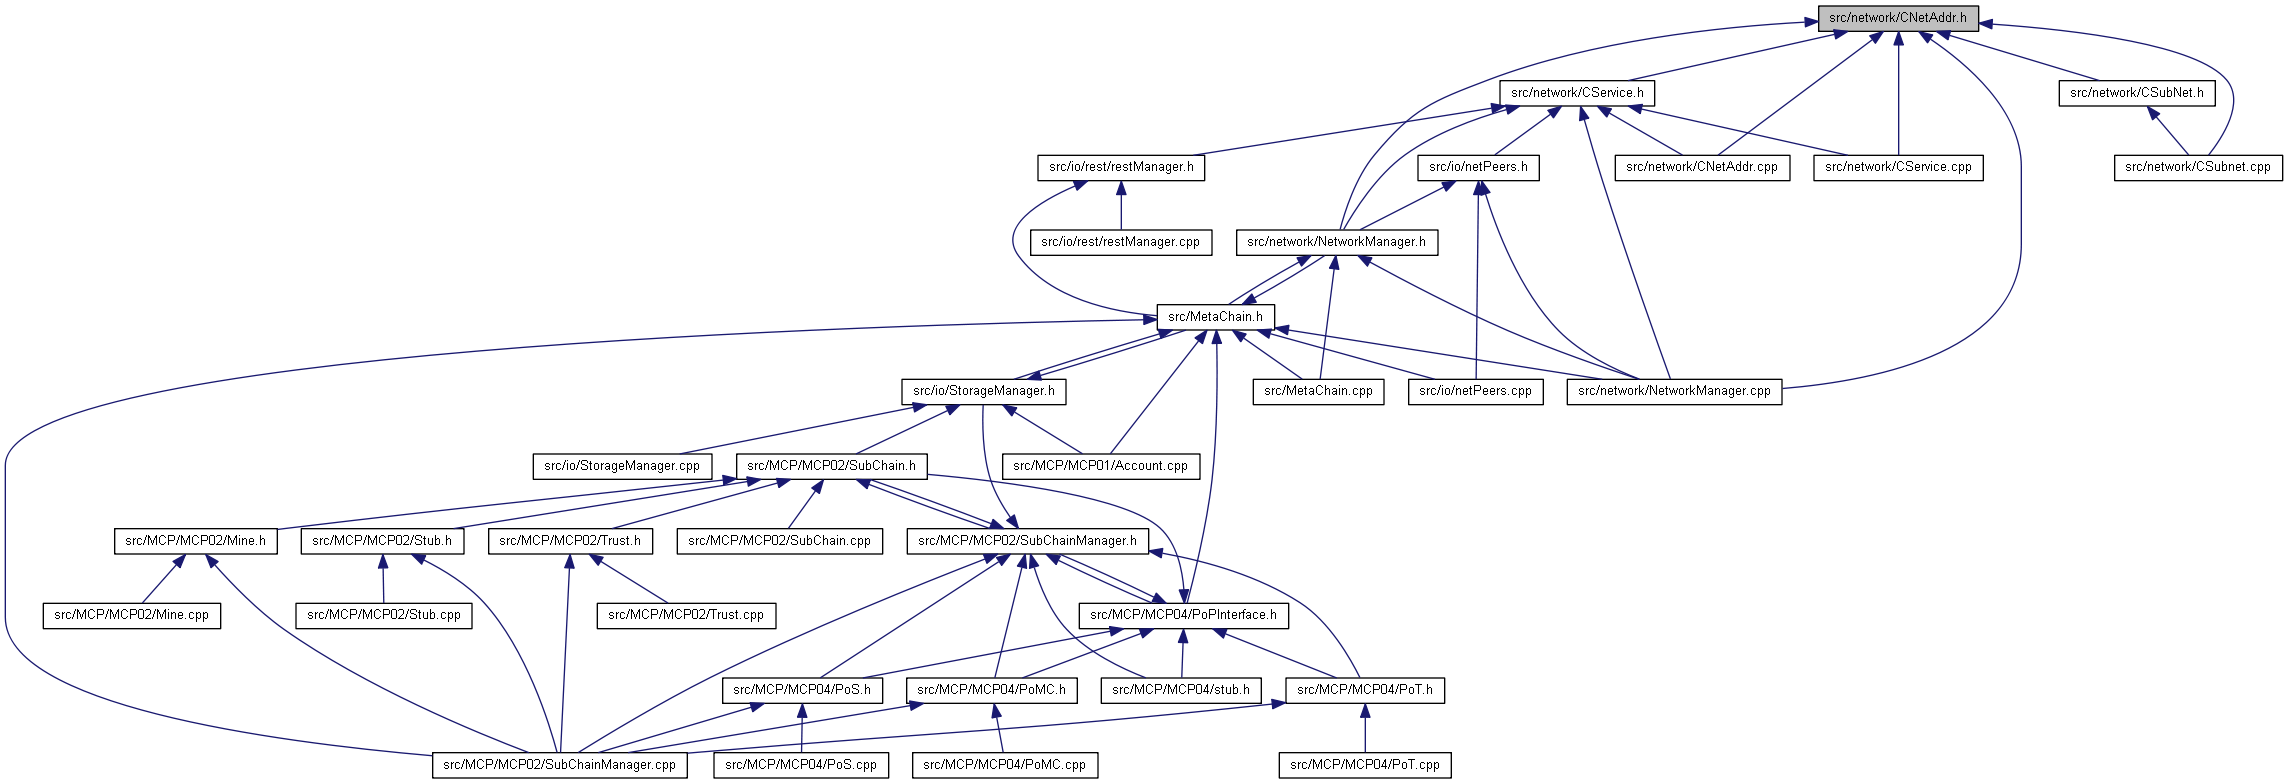 src/network/CNetAddr.h
src/network/CService.h
src/network/CSubNet.h
src/io/rest/restManager.h
src/io/netPeers.h
src/network/CNetAddr.cpp
src/network/CService.cpp
src/network/CSubnet.cpp
src/io/rest/restManager.cpp
src/network/NetworkManager.h
src/MetaChain.h
src/io/StorageManager.h
src/MetaChain.cpp
src/io/netPeers.cpp
src/network/NetworkManager.cpp
src/io/StorageManager.cpp
src/MCP/MCP02/SubChain.h
src/MCP/MCP01/Account.cpp
src/MCP/MCP02/Mine.h
src/MCP/MCP02/Stub.h
src/MCP/MCP02/Trust.h
src/MCP/MCP02/SubChain.cpp
src/MCP/MCP02/SubChainManager.h
src/MCP/MCP02/Mine.cpp
src/MCP/MCP02/Stub.cpp
src/MCP/MCP02/Trust.cpp
src/MCP/MCP04/PoPInterface.h
src/MCP/MCP04/PoS.h
src/MCP/MCP04/PoMC.h
src/MCP/MCP04/stub.h
src/MCP/MCP04/PoT.h
src/MCP/MCP02/SubChainManager.cpp
src/MCP/MCP04/PoS.cpp
src/MCP/MCP04/PoMC.cpp
src/MCP/MCP04/PoT.cpp